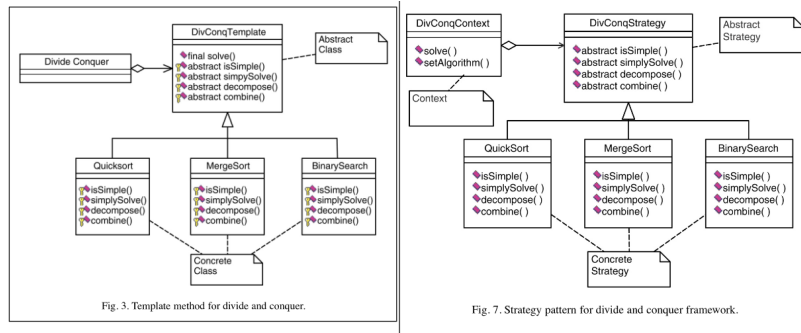 DivConqTemplate
final solve()
abstract isSimple()
abstract simpySolve()
abstract decompose()
abstract combine()
Abstract
Class
Divide Conquer
Quicksort
isSimple()
simplySolve()
decompose()
combine()
MergeSort
isSimple()
simplySolve()
decompose()
combine()
BinarySearch
isSimple()
simplySolve()
decompose()
combine()
Concrete
Class
Fig. 3. Template method for divide and conquer.
DivConqContext
solve( )
setAlgorithm( )
Context
DivConqStrategy
abstract isSimple( )
abstract simplySolve( )
abstract decompose( )
abstract combine( )
Abstract
Strategy
QuickSort
isSimple( )
simplySolve( )
decompose( )
combine( )
MergeSort
isSimple( )
simplySolve( )
decompose( )
combine( )
BinarySearch
isSimple( )
simplySolve( )
decompose( )
combine( )
Concrete
Strategy
Fig. 7. Strategy pattern for divide and conquer framework.